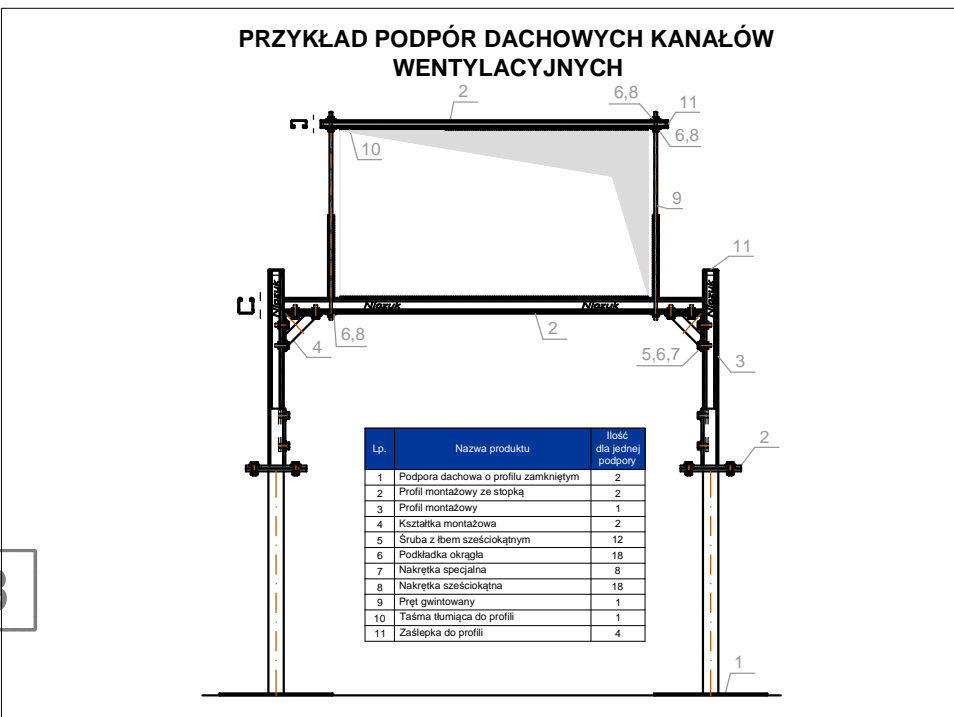 PRZYKŁAD PODPÓR DACHOWYCH KANAŁÓW
WENTYLACYJNYCH
2
6,8
11
6,8
10
9
11
Niczuk
Niczuk
Niczuk
Niczuk
6,8
4
2
5,6,7
3
2
Lp. Nazwa produktu Ilość dla jednej podpory
1 Podpora dachowa o profilu zamkniętym 2
2 Profil montażowy ze stopką 2
3 Profil montażowy 1
4 Kształtka montażowa 2
5 Śruba z łbem sześciokątnym 12
6 Podkładka okrągła 18
7 Nakrętka specjalna 8
8 Nakrętka sześciokątna 18
9 Pręt gwintowany 1
10 Taśma tłumiąca do profili 1
11 Zaślepka do profili 4
1